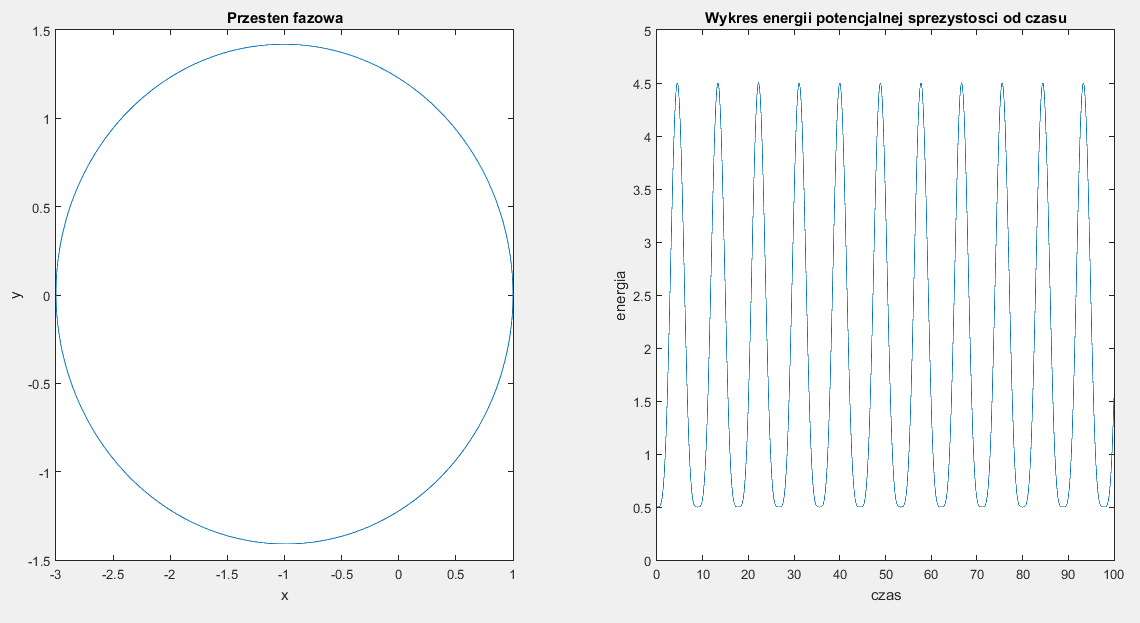 Przesten fazowa
1.5
1
0.5
0
-0.5
-1
-1.5
y
-3 -2.5 -2 -1.5 -1 -0.5 0 0.5 1
x
Wykres energii potencjalnej sprezystosci od czasu
5
4.5
4
3.5
3
2.5
2
1.5
1
0.5
0
energia
0 10 20 30 40 50 60 70 80 90 100
czas